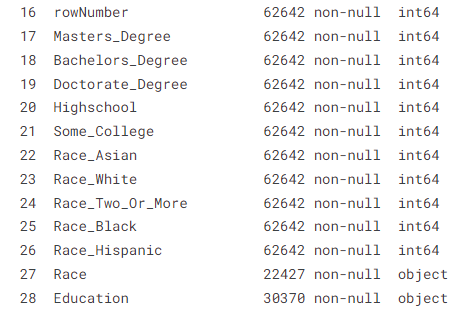 16 rowNumber 62642 non-null int64
17 Masters_Degree 62642 non-null int64
18 Bachelors_Degree 62642 non-null int64
19 Doctorate_Degree 62642 non-null int64
20 Highschool 62642 non-null int64
21 Some_College 62642 non-null int64
22 Race_Asian 62642 non-null int64
23 Race_White 62642 non-null int64
24 Race_Two_Or_More 62642 non-null int64
25 Race_Black 62642 non-null int64
26 Race_Hispanic 62642 non-null int64
27 Race 22427 non-null object
28 Education 30370 non-null object